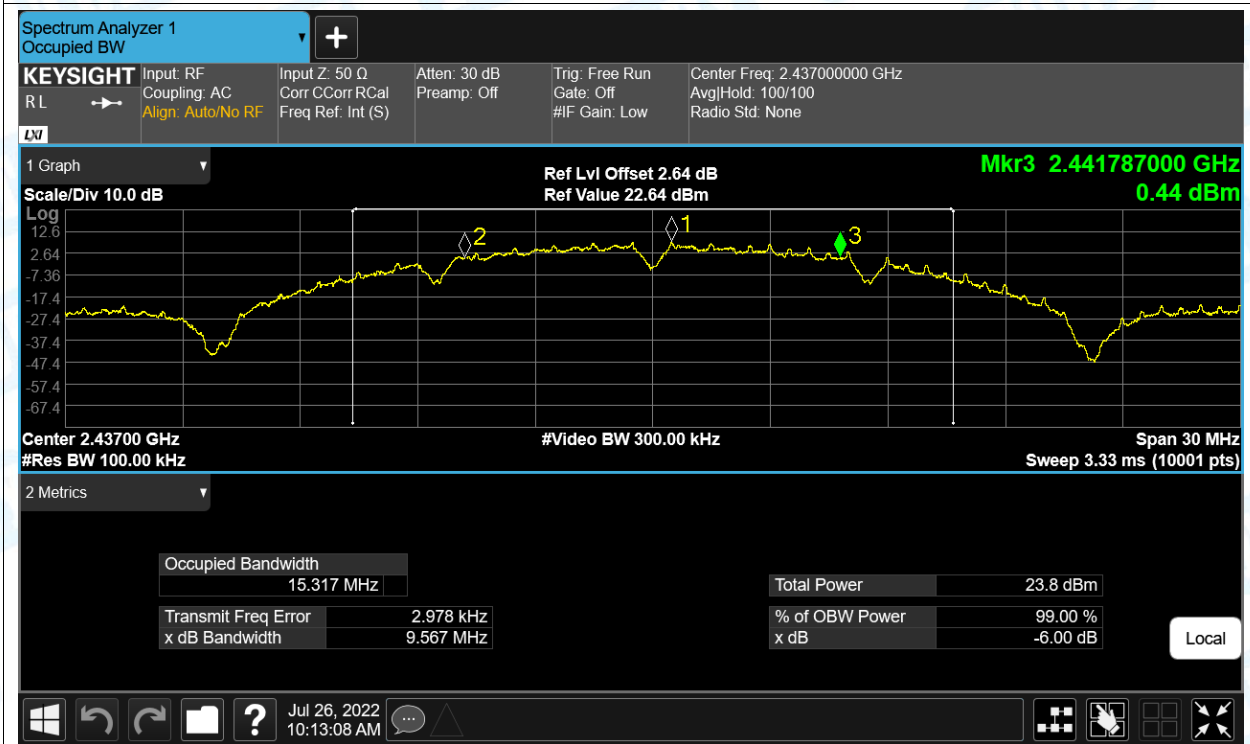 Spectrum Analyzer 1
Occupied BW
+
KEYSIGHT
R L
LXI
Input: RF
Coupling: AC
Align: Auto/No RF
Input Z: 50 Ω
Corr CCorr RCal
Freq Ref: Int (S)
Atten: 30 dB
Preamp: Off
Trig: Free Run
Gate: Off
#IF Gain: Low
Center Freq: 2.437000000 GHz
Avg|Hold: 100/100
Radio Std: None
1 Graph
Scale/Div 10.0 dB
Ref Lvl Offset 2.64 dB
Ref Value 22.64 dBm
Mkr3 2.441787000 GHz
0.44 dBm
Log
12.6
2.64
-7.36
-17.4
-27.4
-37.4
-47.4
-57.4
-67.4
2
1
3
Center 2.43700 GHz
#Res BW 100.00 kHz
#Video BW 300.00 kHz
Span 30 MHz
Sweep 3.33 ms (10001 pts)
2 Metrics
Occupied Bandwidth
15.317 MHz
Transmit Freq Error 2.978 kHz
x dB Bandwidth 9.567 MHz
Total Power 23.8 dBm
% of OBW Power 99.00 %
x dB -6.00 dB
Local
?
Jul 26, 2022
10:13:08 AM